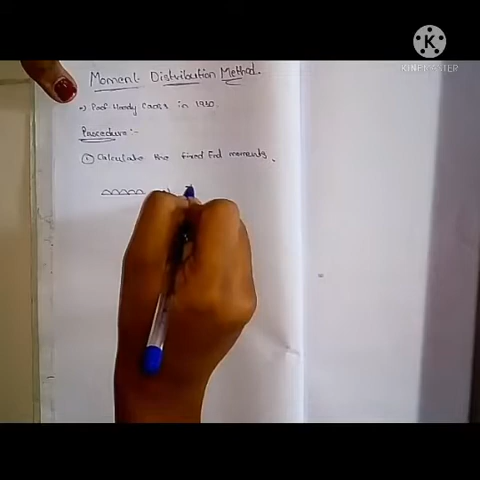 KINEMASTER
Moment Distribution Method.
Prof Hardy Cross in 1930.
Procedure :-
① Calculate the fixed End moments.